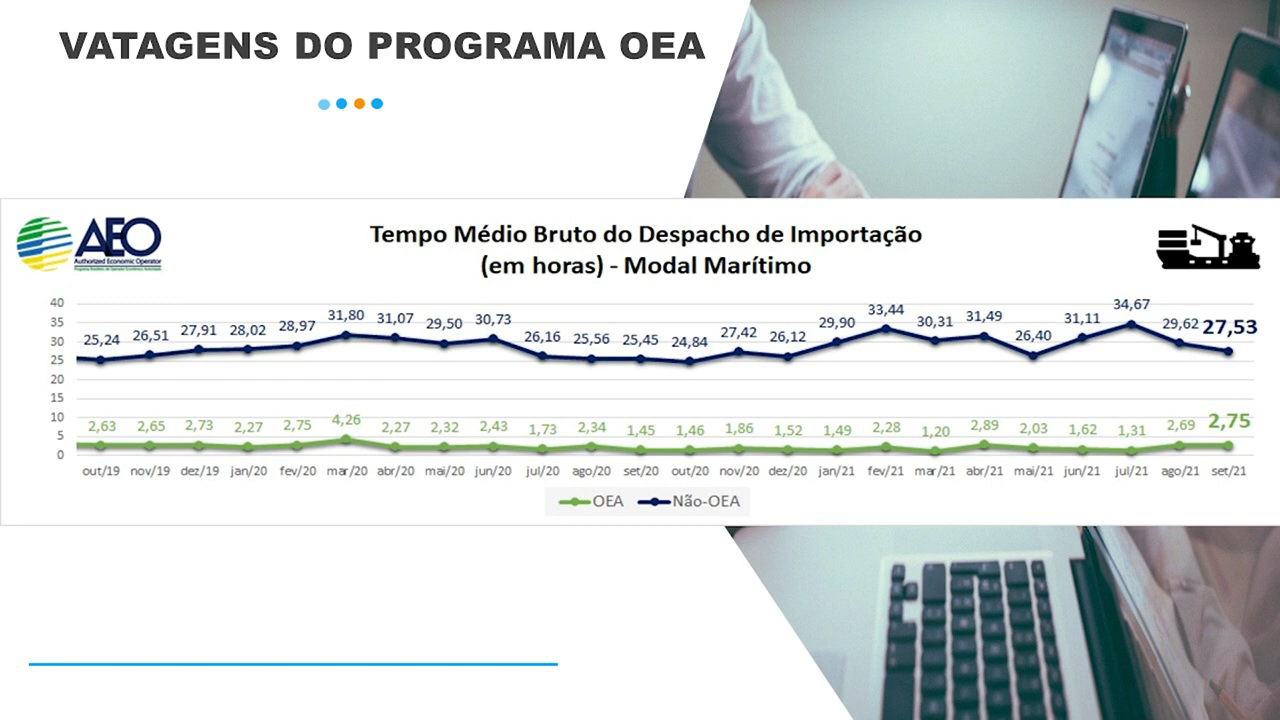 VATAGENS DO PROGRAMA OEA
AEO
Authorized Economic Operator
Tempo Médio Bruto do Despacho de Importação
(em horas) - Modal Marítimo
40
35
30
25
20
15
10
5
0
25,24 26,51 27,91 28,02 28,97 31,80 31,07 29,50 30,73 26,16 25,56 25,45 24,84 27,42 26,12 29,90 33,44 30,31 31,49 26,40 31,11 34,67 29,62 27,53
2,63 2,65 2,73 2,27 2,75 4,26 2,27 2,32 2,43 1,73 2,34 1,45 1,46 1,86 1,52 1,49 2,28 1,20 2,89 2,03 1,62 1,31 2,69 2,75
out/19 nov/19 dez/19 jan/20 fev/20 mar/20 abr/20 mai/20 jun/20 jul/20 ago/20 set/20 out/20 nov/20 dez/20 jan/21 fev/21 mar/21 abr/21 mai/21 jun/21 jul/21 ago/21 set/21
OEA Não-OEA